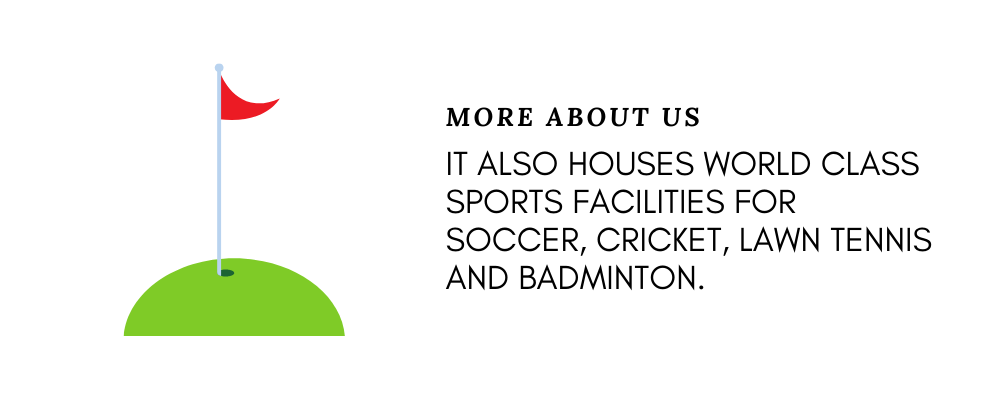 MORE ABOUT US
IT ALSO HOUSES WORLD CLASS
SPORTS FACILITIES FOR
SOCCER, CRICKET, LAWN TENNIS
AND BADMINTON.